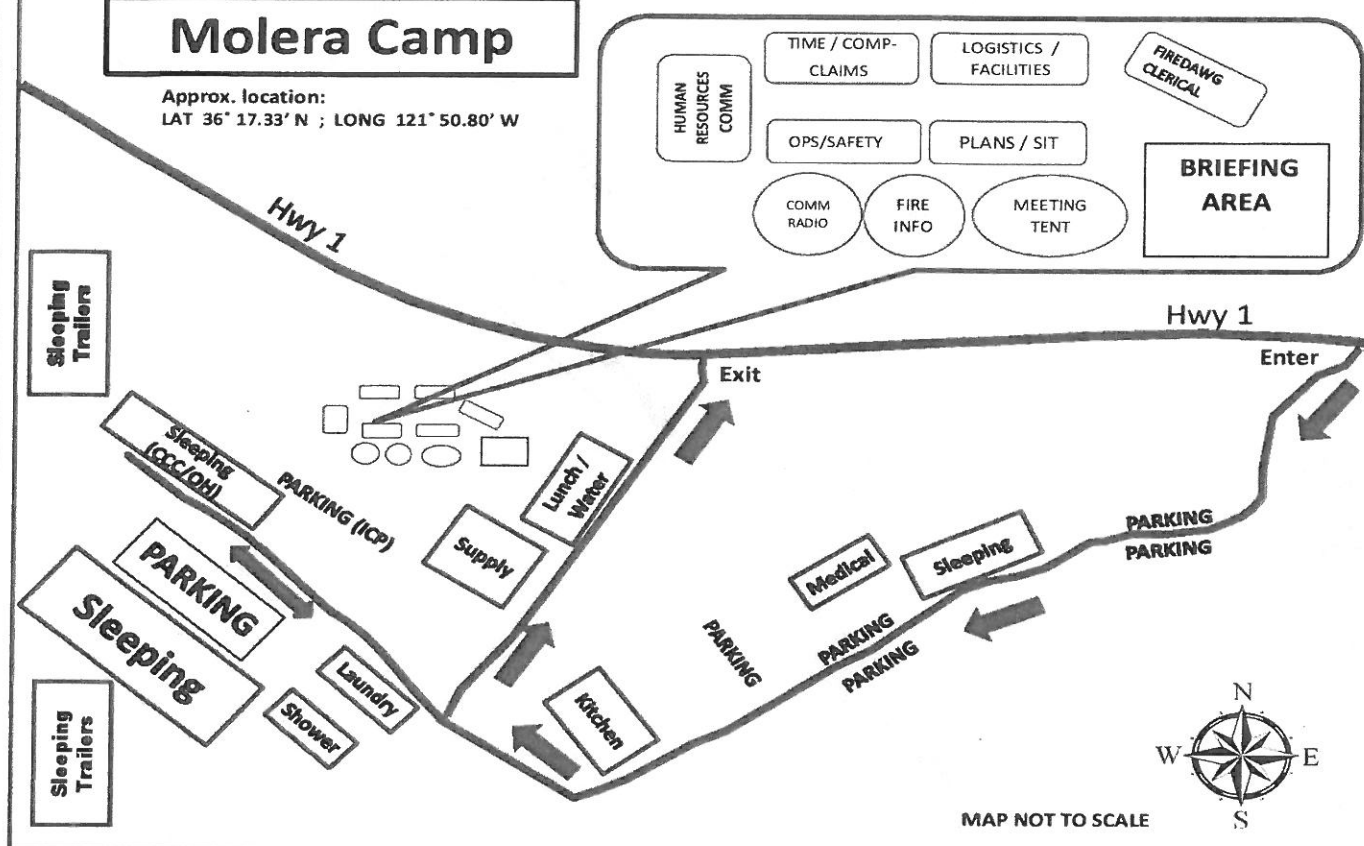 Molera Camp
Approx. location:
LAT 36° 17.33' N ; LONG 121° 50.80' W
TIME / COMP-
CLAIMS
LOGISTICS /
FACILITIES
FIREDAWG
CLERICAL
HUMAN
RESOURCES
COMM
OPS/SAFETY
PLANS / SIT
BRIEFING
AREA
COMM
RADIO
FIRE
INFO
MEETING
TENT
Hwy 1
Hwy 1
Sleeping
Trailers
Exit
Enter
Sleeping
(CCC/OH)
PARKING (ICP)
Lunch /
Water
Supply
PARKING
PARKING
Medical
Sleeping
PARKING
Sleeping
PARKING
PARKING
PARKING
Laundry
Shower
Kitchen
Sleeping
Trailers
N
W
E
S
MAP NOT TO SCALE